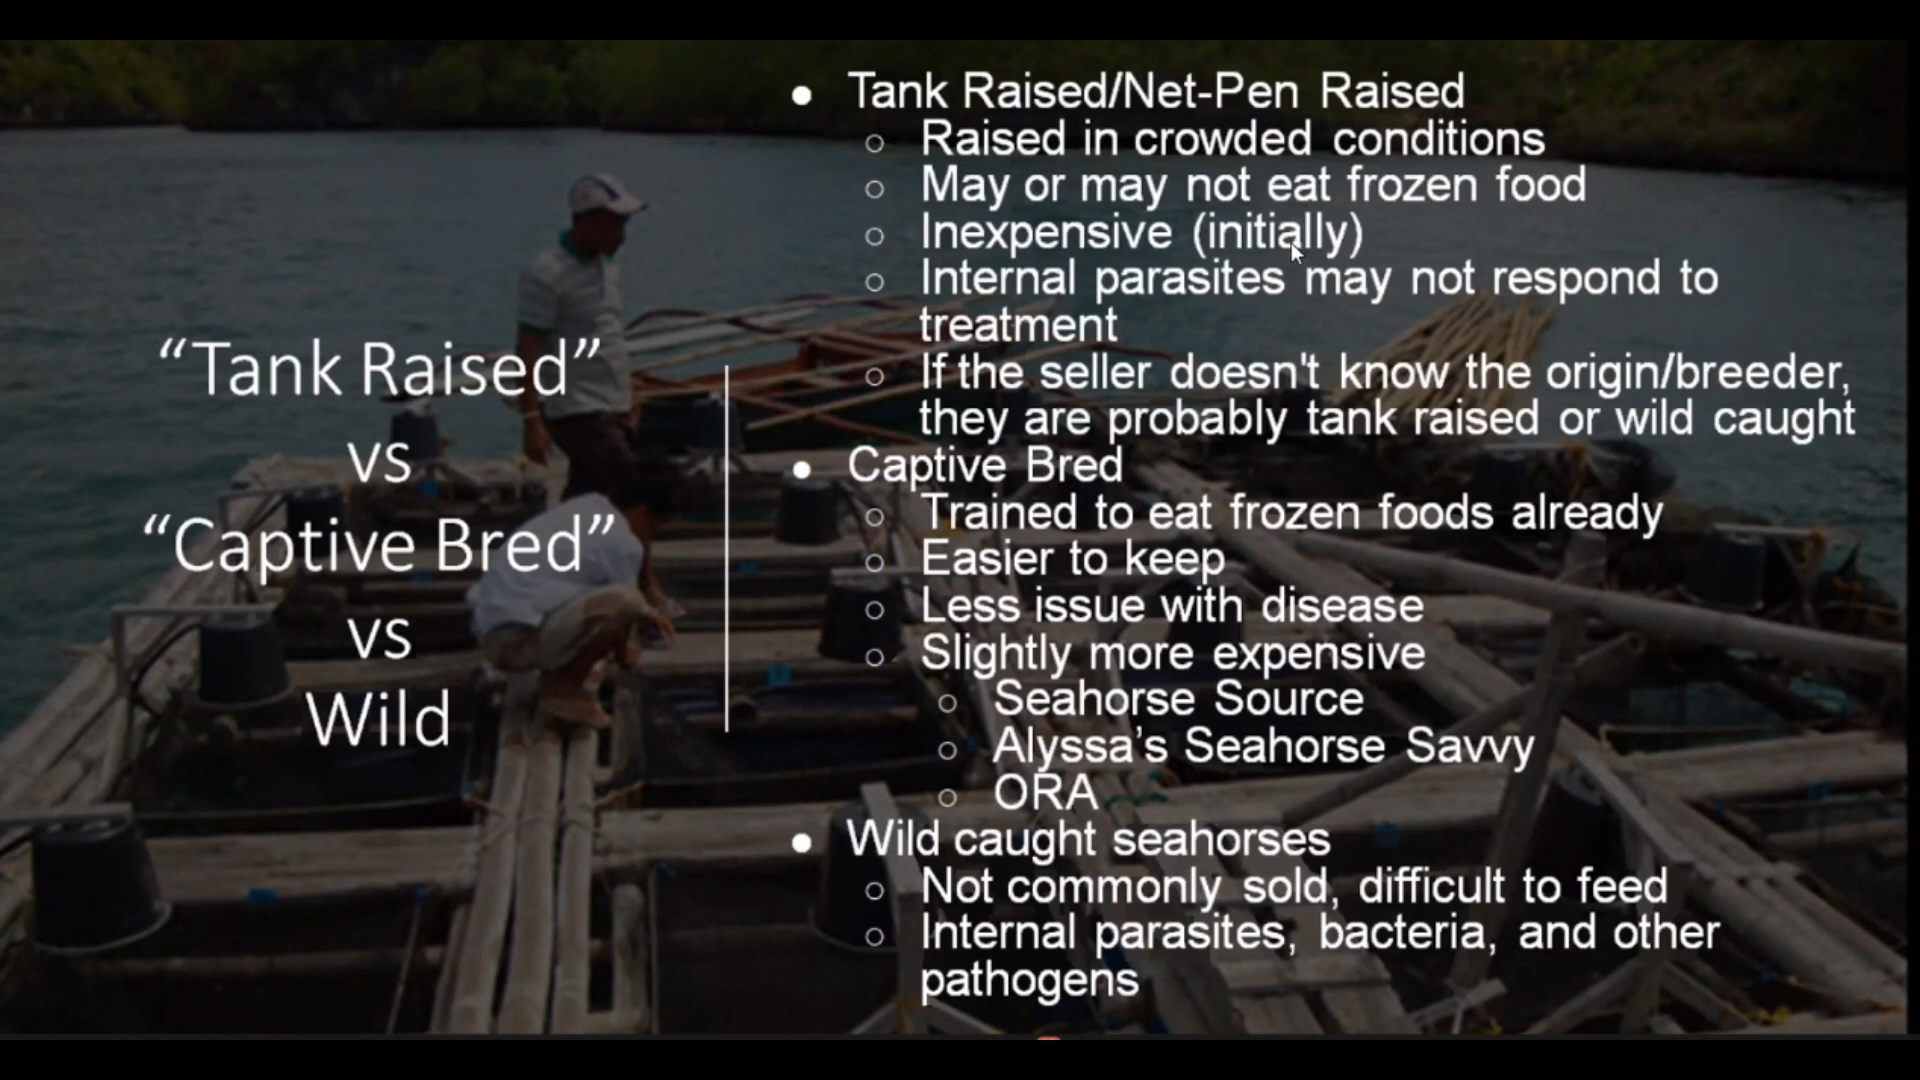 “Tank Raised”
vs
“Captive Bred”
vs
Wild
● Tank Raised/Net-Pen Raised
○ Raised in crowded conditions
○ May or may not eat frozen food
○ Inexpensive (initially)
○ Internal parasites may not respond to
treatment
○ If the seller doesn't know the origin/breeder,
they are probably tank raised or wild caught
● Captive Bred
○ Trained to eat frozen foods already
○ Easier to keep
○ Less issue with disease
○ Slightly more expensive
○ Seahorse Source
○ Alyssa’s Seahorse Savvy
○ ORA
● Wild caught seahorses
○ Not commonly sold, difficult to feed
○ Internal parasites, bacteria, and other
pathogens